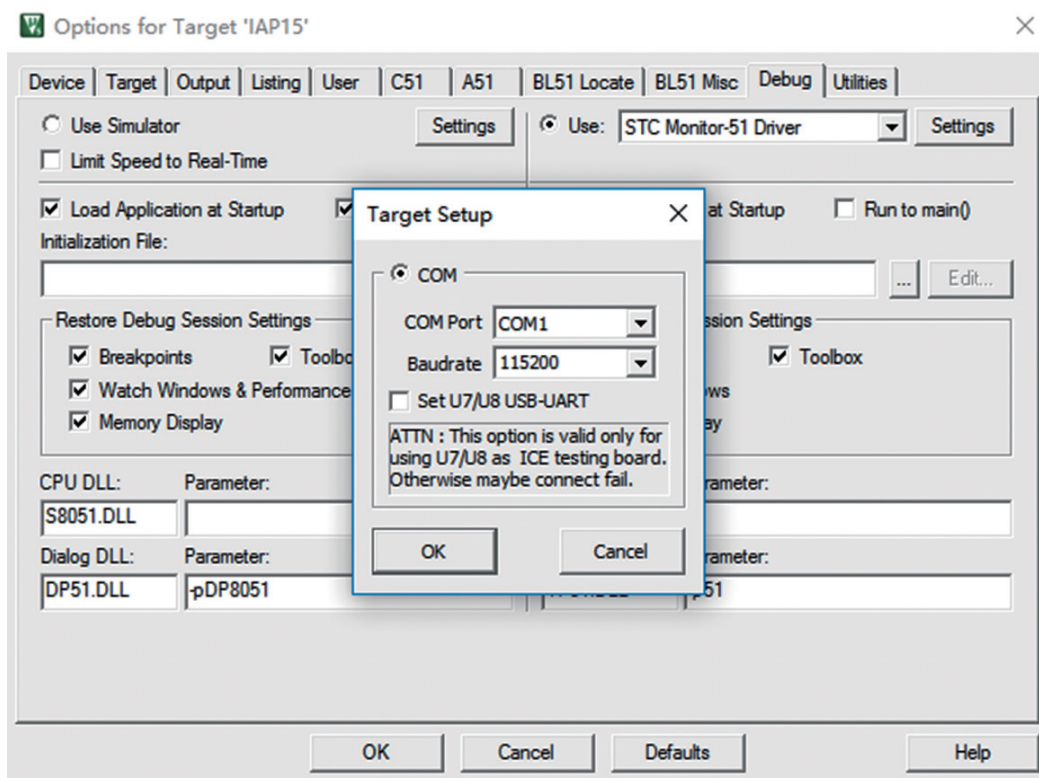 Options for Target 'IAP15'
Device Target Output Listing User C51 A51 BL51 Locate BL51 Misc Debug Utilities
Use Simulator Settings Use: STC Monitor-51 Driver Settings
Limit Speed to Real-Time
Load Application at Startup at Startup Run to main()
Initialization File:
... Edit...
Restore Debug Session Settings ssion Settings
Breakpoints Toolbo Toolbox
Watch Windows & Performance ws
Memory Display ay
CPU DLL: Parameter: rameter:
S8051.DLL
Dialog DLL: Parameter: rameter:
DP51.DLL -pDP8051 p51
Target Setup
COM
COM Port COM1
Baudrate 115200
Set U7/U8 USB-UART
ATTN : This option is valid only for
using U7/U8 as ICE testing board.
Otherwise maybe connect fail.
OK Cancel
OK Cancel Defaults Help